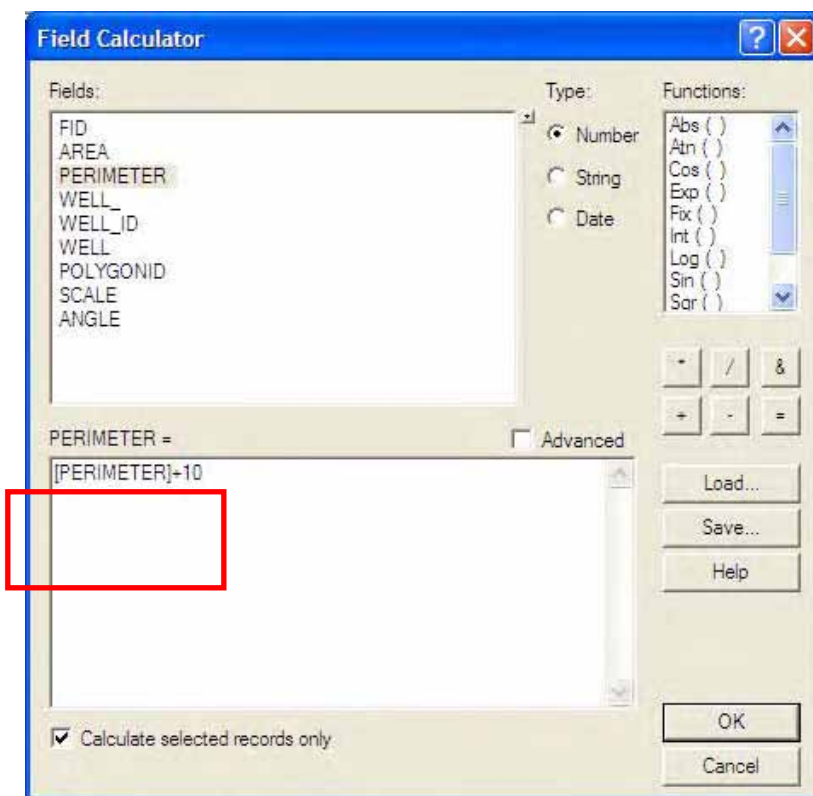 Field Calculator
Fields:
Type:
Functions:
FID
AREA
PERIMETER
WELL_
WELL_ID
WELL
POLYGONID
SCALE
ANGLE
Number
String
Date
Abs ( )
Atn ( )
Cos ( )
Exp ( )
Fix ( )
Int ( )
Log ( )
Sin ( )
Sqr ( )
* / &
+ - =
PERIMETER =
Advanced
[PERIMETER]+10
Load...
Save...
Help
Calculate selected records only
OK
Cancel